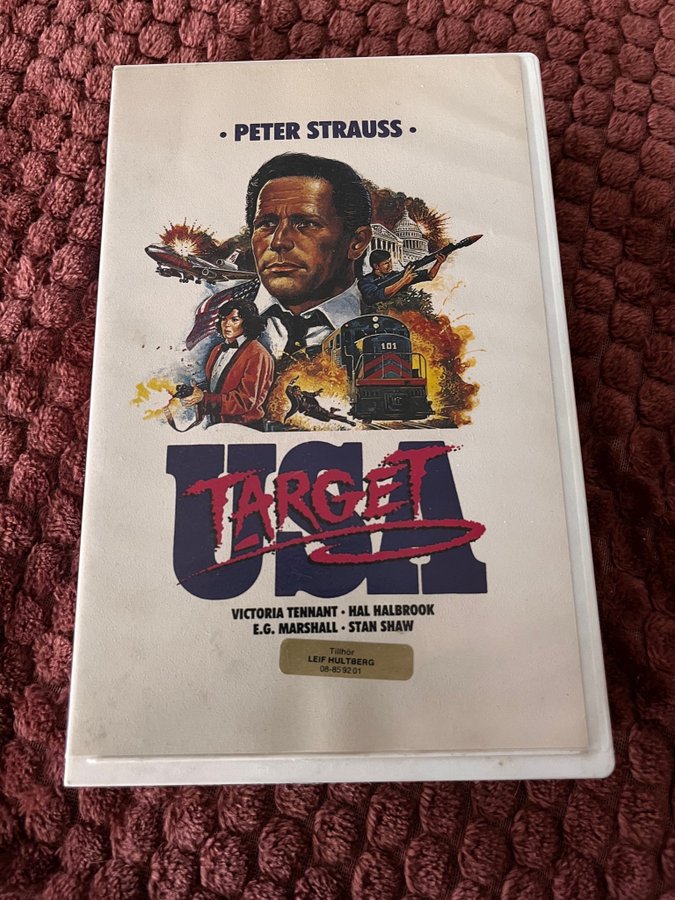 • PETER STRAUSS •
101
TARGET
USA
VICTORIA TENNANT • HAL HALBROOK
E.G. MARSHALL • STAN SHAW
Tillhör
LEIF HULTBERG
08-85 92 01